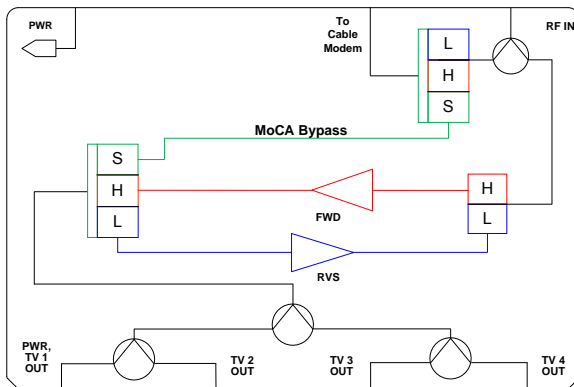 PWR
To
Cable
Modem
RF IN
L
H
S
MoCA Bypass
S
H
L
FWD
H
L
RVS
PWR,
TV 1
OUT
TV 2
OUT
TV 3
OUT
TV 4
OUT